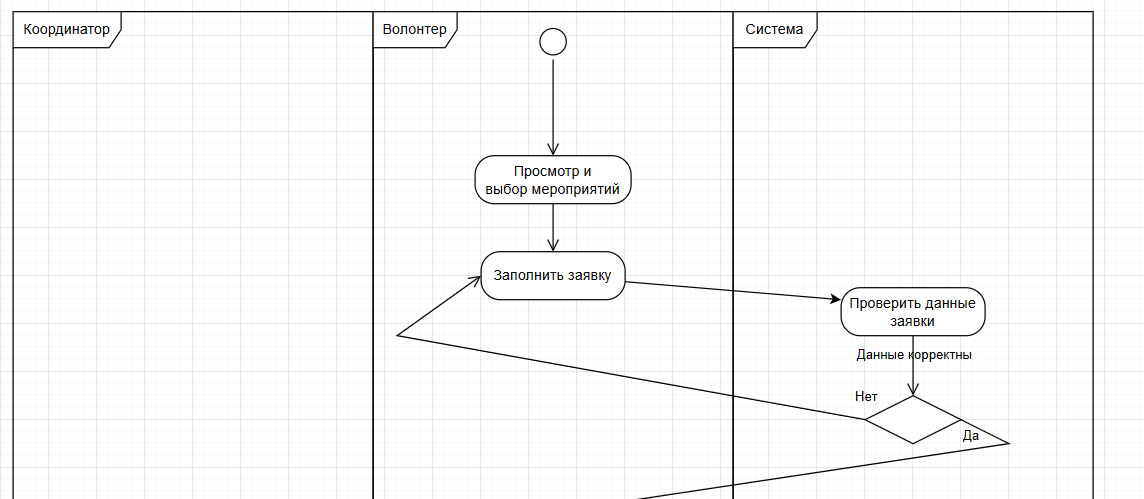 Координатор
Волонтер
Система
Просмотр и
выбор мероприятий
Заполнить заявку
Проверить данные
заявки
Данные корректны
Нет
Да